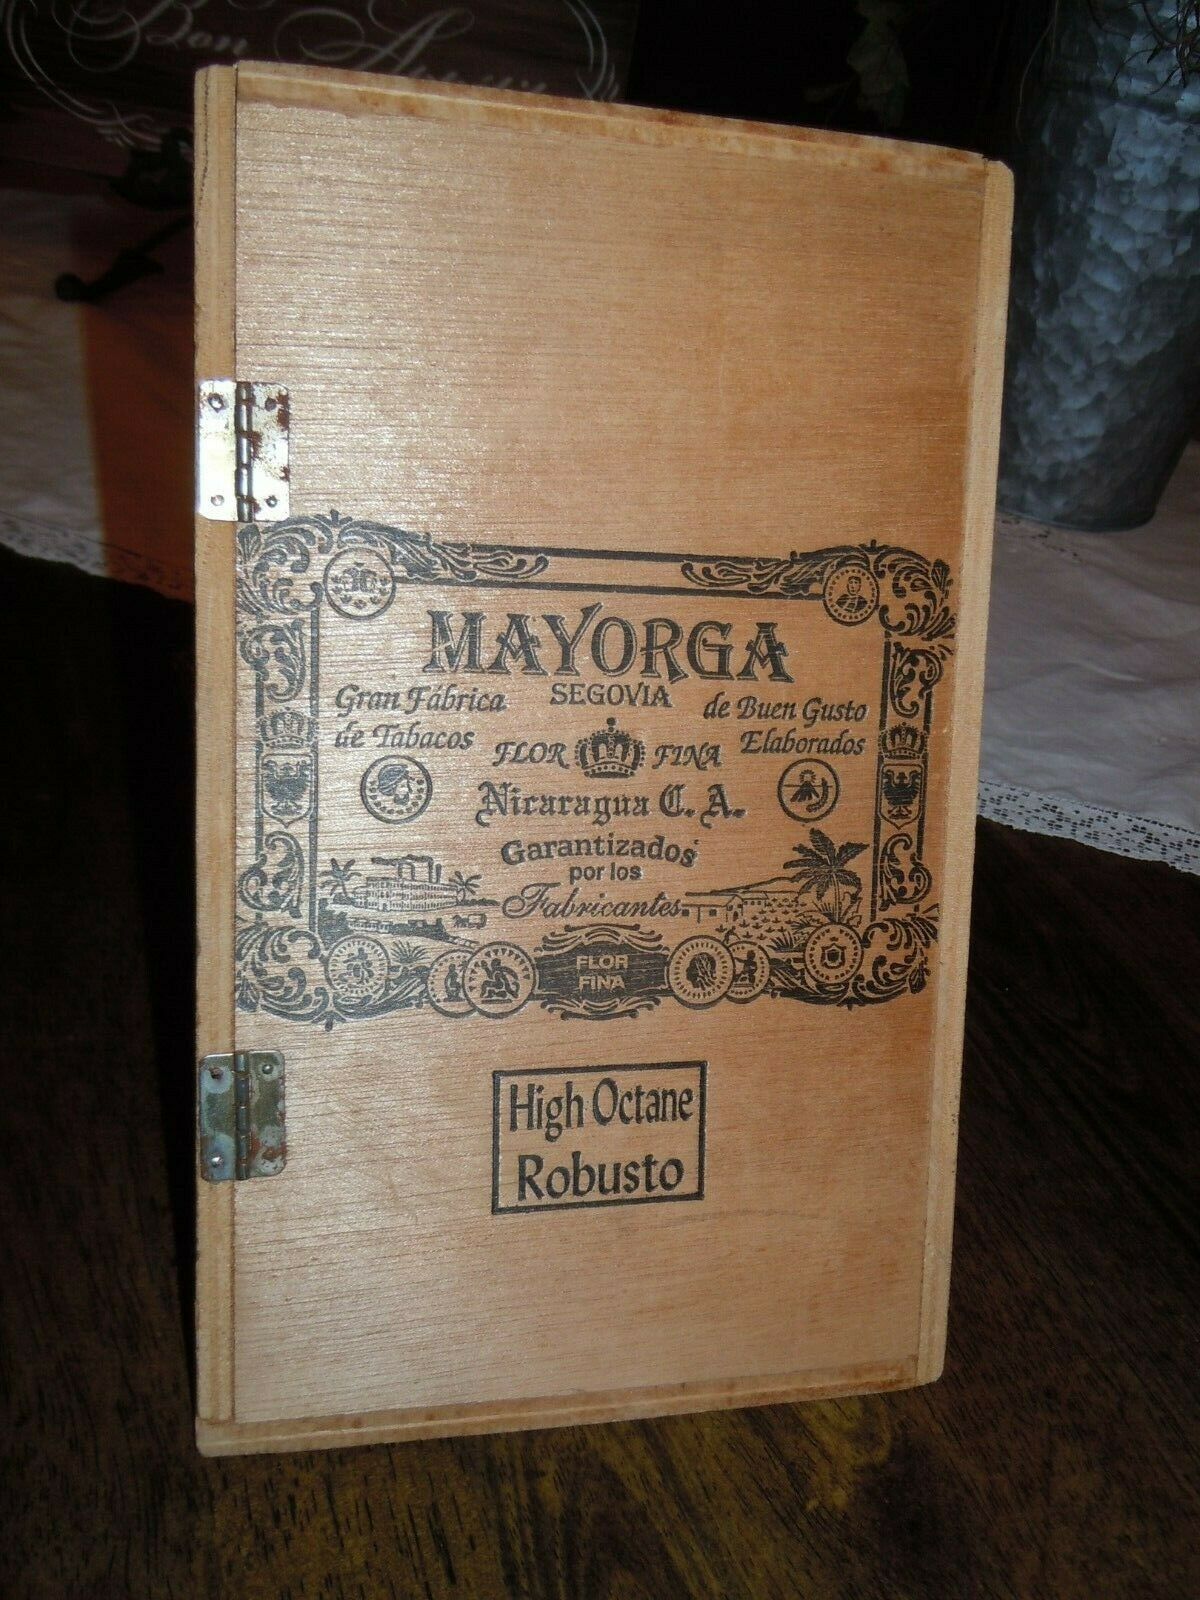 Bon
MAYORGA
SEGOVIA
Gran Fábrica
de Tabacos
de Buen Gusto
Elaborados
FLOR FINA
Nicaragua C. A.
Garantizados
por los
Fabricantes
FLOR
FINA
High Octane
Robusto